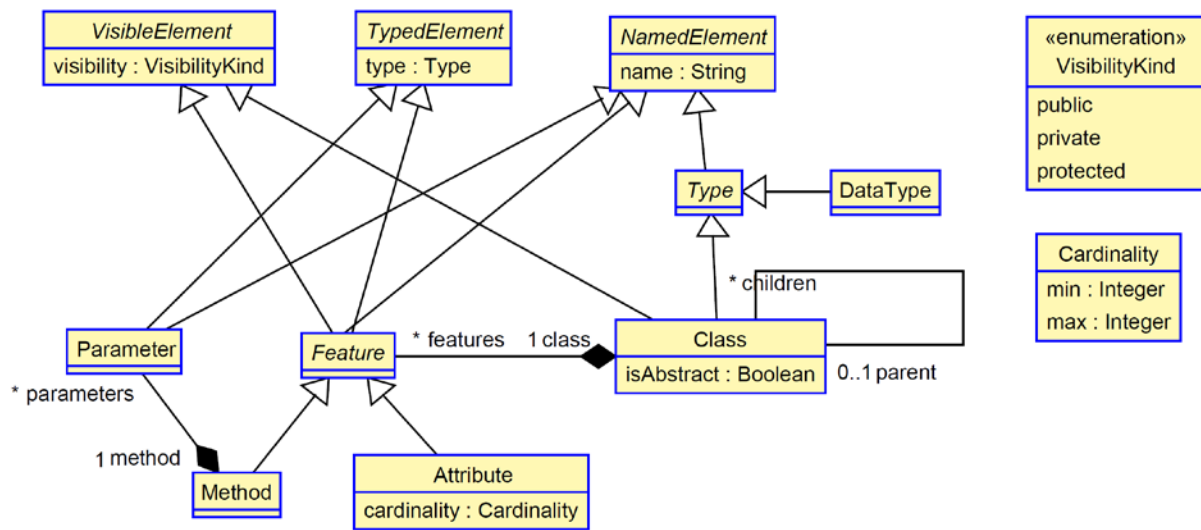 VisibleElement
visibility : VisibilityKind
TypedElement
type : Type
NamedElement
name : String
«enumeration»
VisibilityKind
public
private
protected
Type
DataType
Cardinality
min : Integer
max : Integer
* children
Parameter
Feature
* features
1 class
Class
isAbstract : Boolean
0..1 parent
* parameters
1 method
Method
Attribute
cardinality : Cardinality